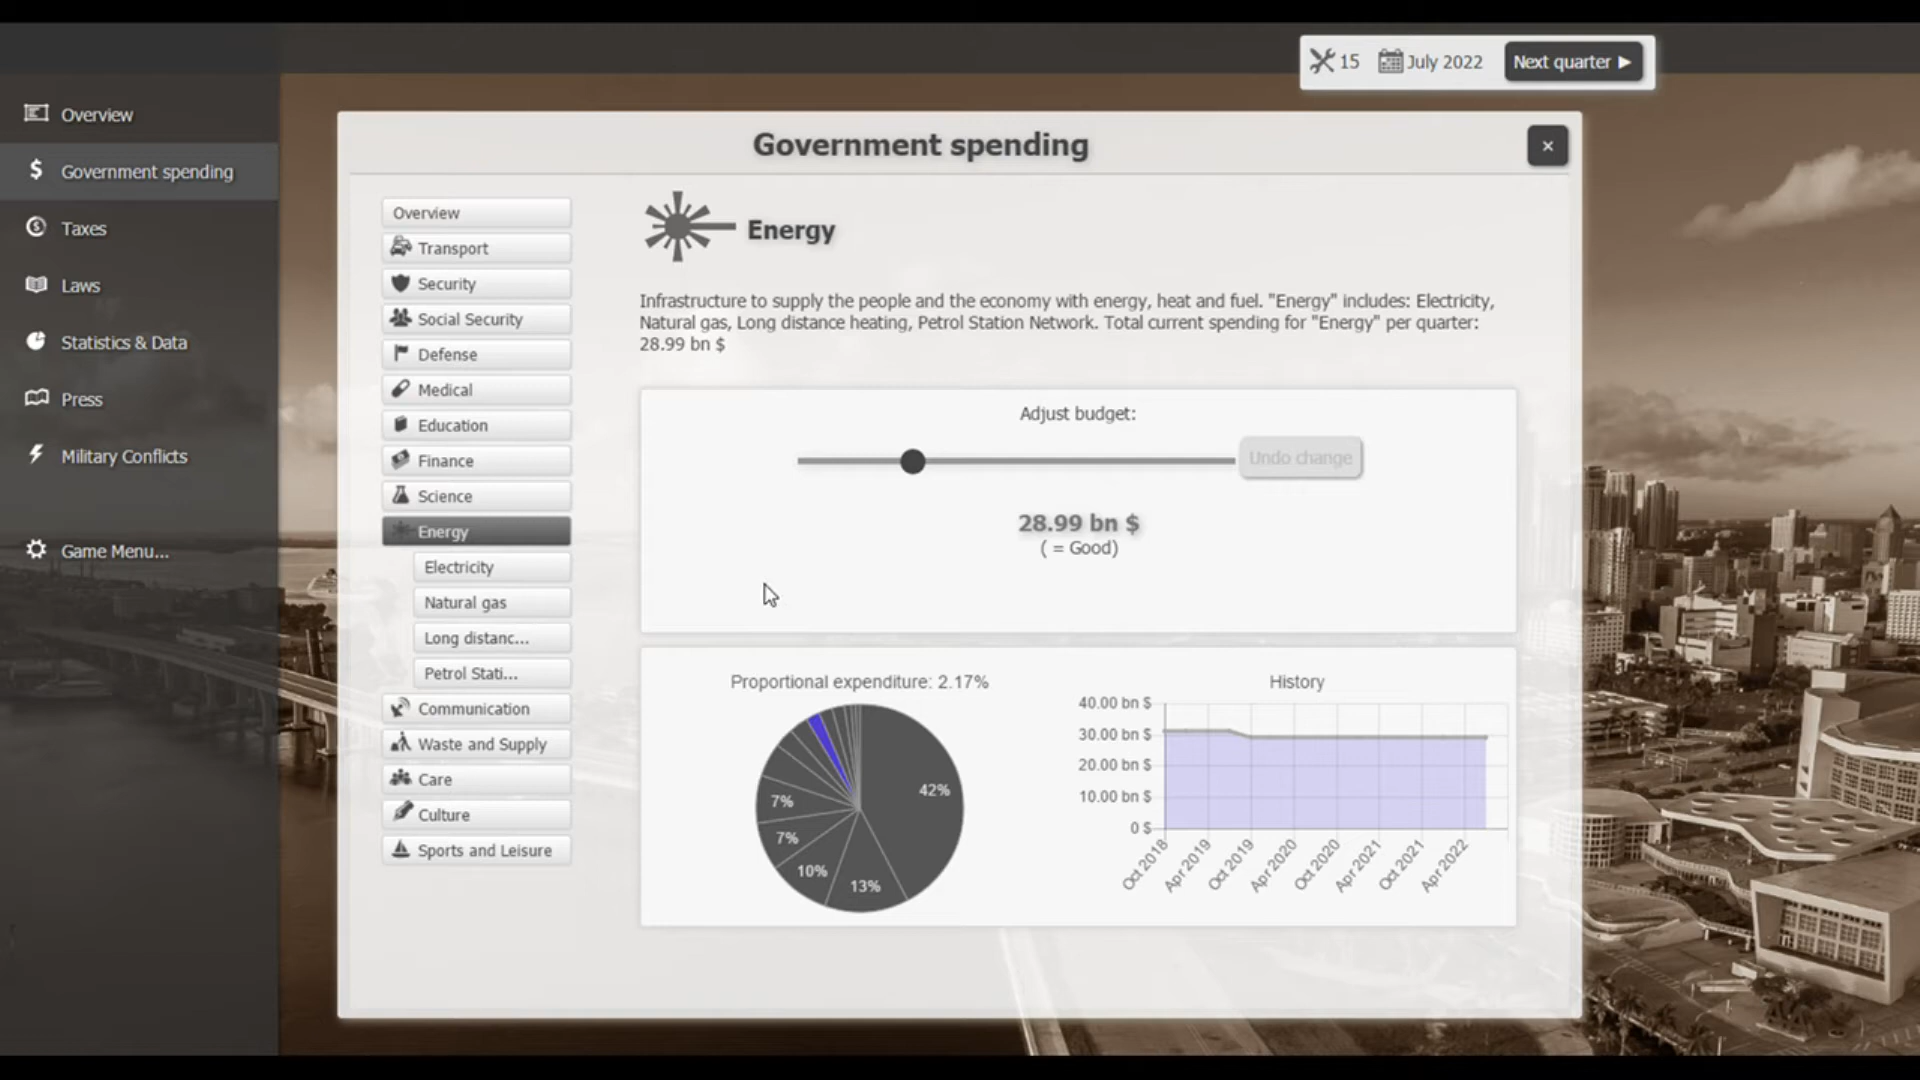 15
July 2022
Next quarter ▶
Overview
Government spending
Taxes
Laws
Statistics & Data
Press
Military Conflicts
Game Menu...
Government spending
×
Overview
Transport
Security
Social Security
Defense
Medical
Education
Finance
Science
Energy
Electricity
Natural gas
Long distanc...
Petrol Stati...
Communication
Waste and Supply
Care
Culture
Sports and Leisure
Energy
Infrastructure to supply the people and the economy with energy, heat and fuel. "Energy" includes: Electricity,
Natural gas, Long distance heating, Petrol Station Network. Total current spending for "Energy" per quarter:
28.99 bn $
Adjust budget:
Undo change
28.99 bn $
( = Good)
Proportional expenditure: 2.17%
42%
13%
10%
7%
7%
History
40.00 bn $
30.00 bn $
20.00 bn $
10.00 bn $
0 $
Oct 2018
Apr 2019
Oct 2019
Apr 2020
Oct 2020
Apr 2021
Oct 2021
Apr 2022